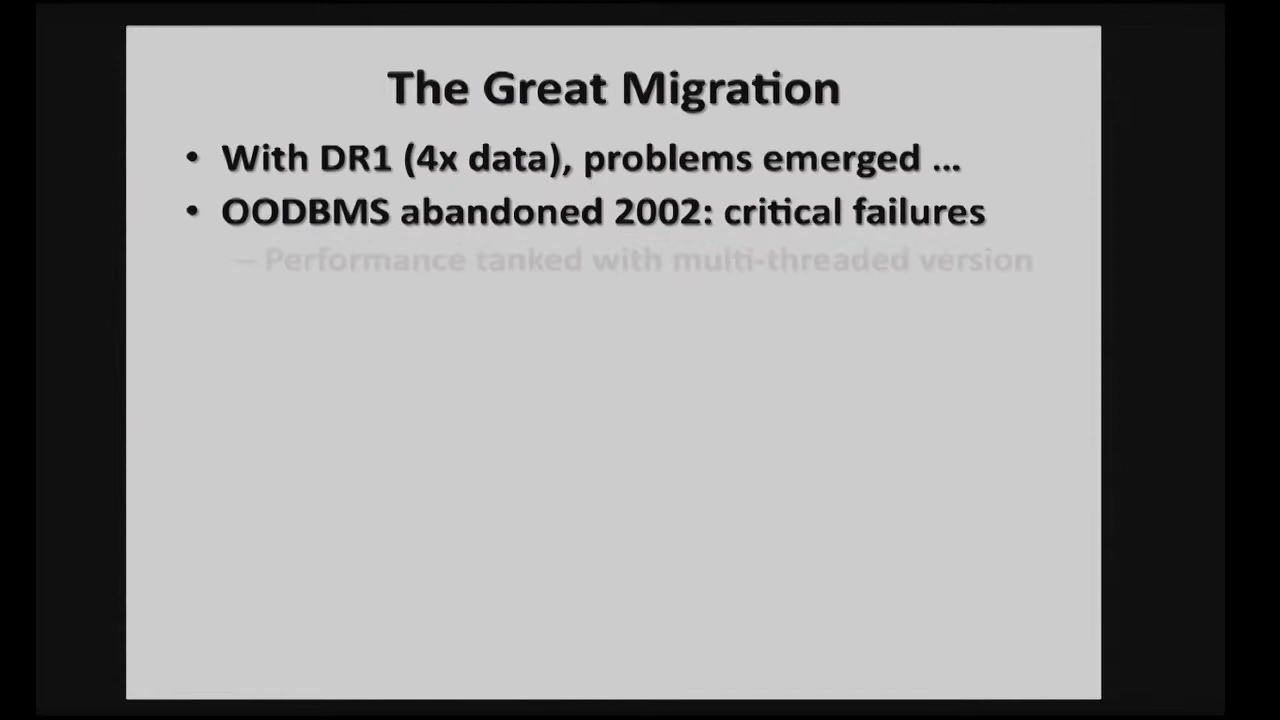 The Great Migration
• With DR1 (4x data), problems emerged ...
• OODBMS abandoned 2002: critical failures
– Performance tanked with multi-threaded version